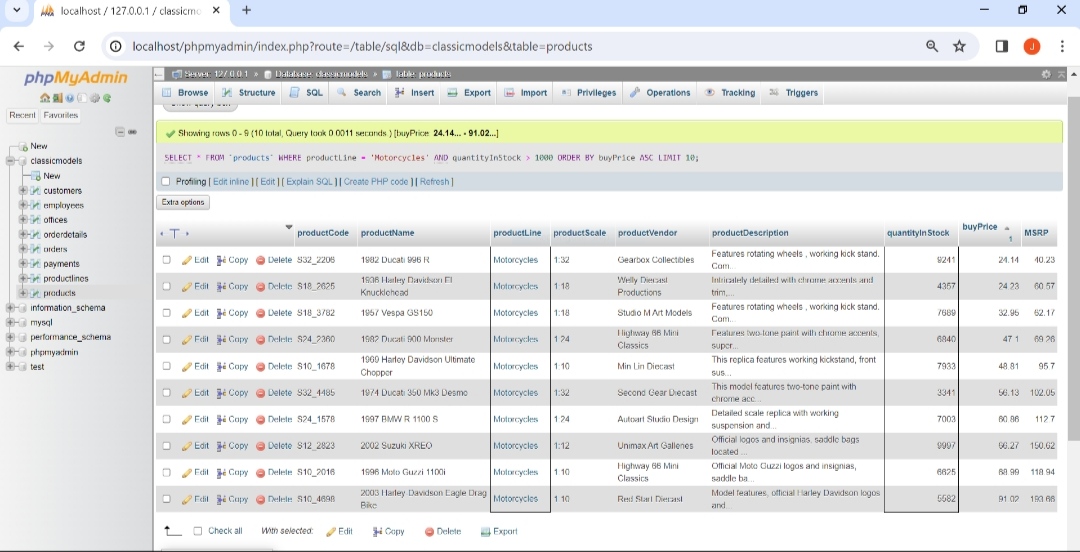 localhost / 127.0.0.1 / classicmo
localhost/phpmyadmin/index.php?route=/table/sql&db=classicmodels&table=products
J
phpMyAdmin
Recent Favorites
New
classicmodels
New
customers
employees
offices
orderdetails
orders
payments
productlines
products
information_schema
mysql
performance_schema
phpmyadmin
test
Server: 127.0.0.1 » Database: classicmodels » Table: products
Browse Structure SQL Search Insert Export Import Privileges Operations Tracking Triggers
Show query box
Showing rows 0 - 9 (10 total, Query took 0.0011 seconds.) [buyPrice: 24.14... - 91.02...]
SELECT * FROM `products` WHERE productLine = 'Motorcycles' AND quantityInStock > 1000 ORDER BY buyPrice ASC LIMIT 10;
Profiling [ Edit inline ] [ Edit ] [ Explain SQL ] [ Create PHP code ] [ Refresh ]
Extra options
productCode productName productLine productScale productVendor productDescription quantityInStock buyPrice 1 MSRP
Edit Copy Delete S32_2206 1982 Ducati 996 R Motorcycles 1:32 Gearbox Collectibles Features rotating wheels , working kick stand. Com... 9241 24.14 40.23
Edit Copy Delete S18_2625 1936 Harley Davidson El Knucklehead Motorcycles 1:18 Welly Diecast Productions Intricately detailed with chrome accents and trim,... 4357 24.23 60.57
Edit Copy Delete S18_3782 1957 Vespa GS150 Motorcycles 1:18 Studio M Art Models Features rotating wheels , working kick stand. Com... 7689 32.95 62.17
Edit Copy Delete S24_2360 1982 Ducati 900 Monster Motorcycles 1:24 Highway 66 Mini Classics Features two-tone paint with chrome accents, super... 6840 47.1 69.26
Edit Copy Delete S10_1678 1969 Harley Davidson Ultimate Chopper Motorcycles 1:10 Min Lin Diecast This replica features working kickstand, front sus... 7933 48.81 95.7
Edit Copy Delete S32_4485 1974 Ducati 350 Mk3 Desmo Motorcycles 1:32 Second Gear Diecast This model features two-tone paint with chrome acc... 3341 56.13 102.05
Edit Copy Delete S24_1578 1997 BMW R 1100 S Motorcycles 1:24 Autoart Studio Design Detailed scale replica with working suspension and... 7003 60.86 112.7
Edit Copy Delete S12_2823 2002 Suzuki XREO Motorcycles 1:12 Unimax Art Galleries Official logos and insignias, saddle bags located ... 9997 66.27 150.62
Edit Copy Delete S10_2016 1996 Moto Guzzi 1100i Motorcycles 1:10 Highway 66 Mini Classics Official Moto Guzzi logos and insignias, saddle ba... 6625 68.99 118.94
Edit Copy Delete S10_4698 2003 Harley-Davidson Eagle Drag Bike Motorcycles 1:10 Red Start Diecast Model features, official Harley Davidson logos and... 5582 91.02 193.66
Check all With selected: Edit Copy Delete Export